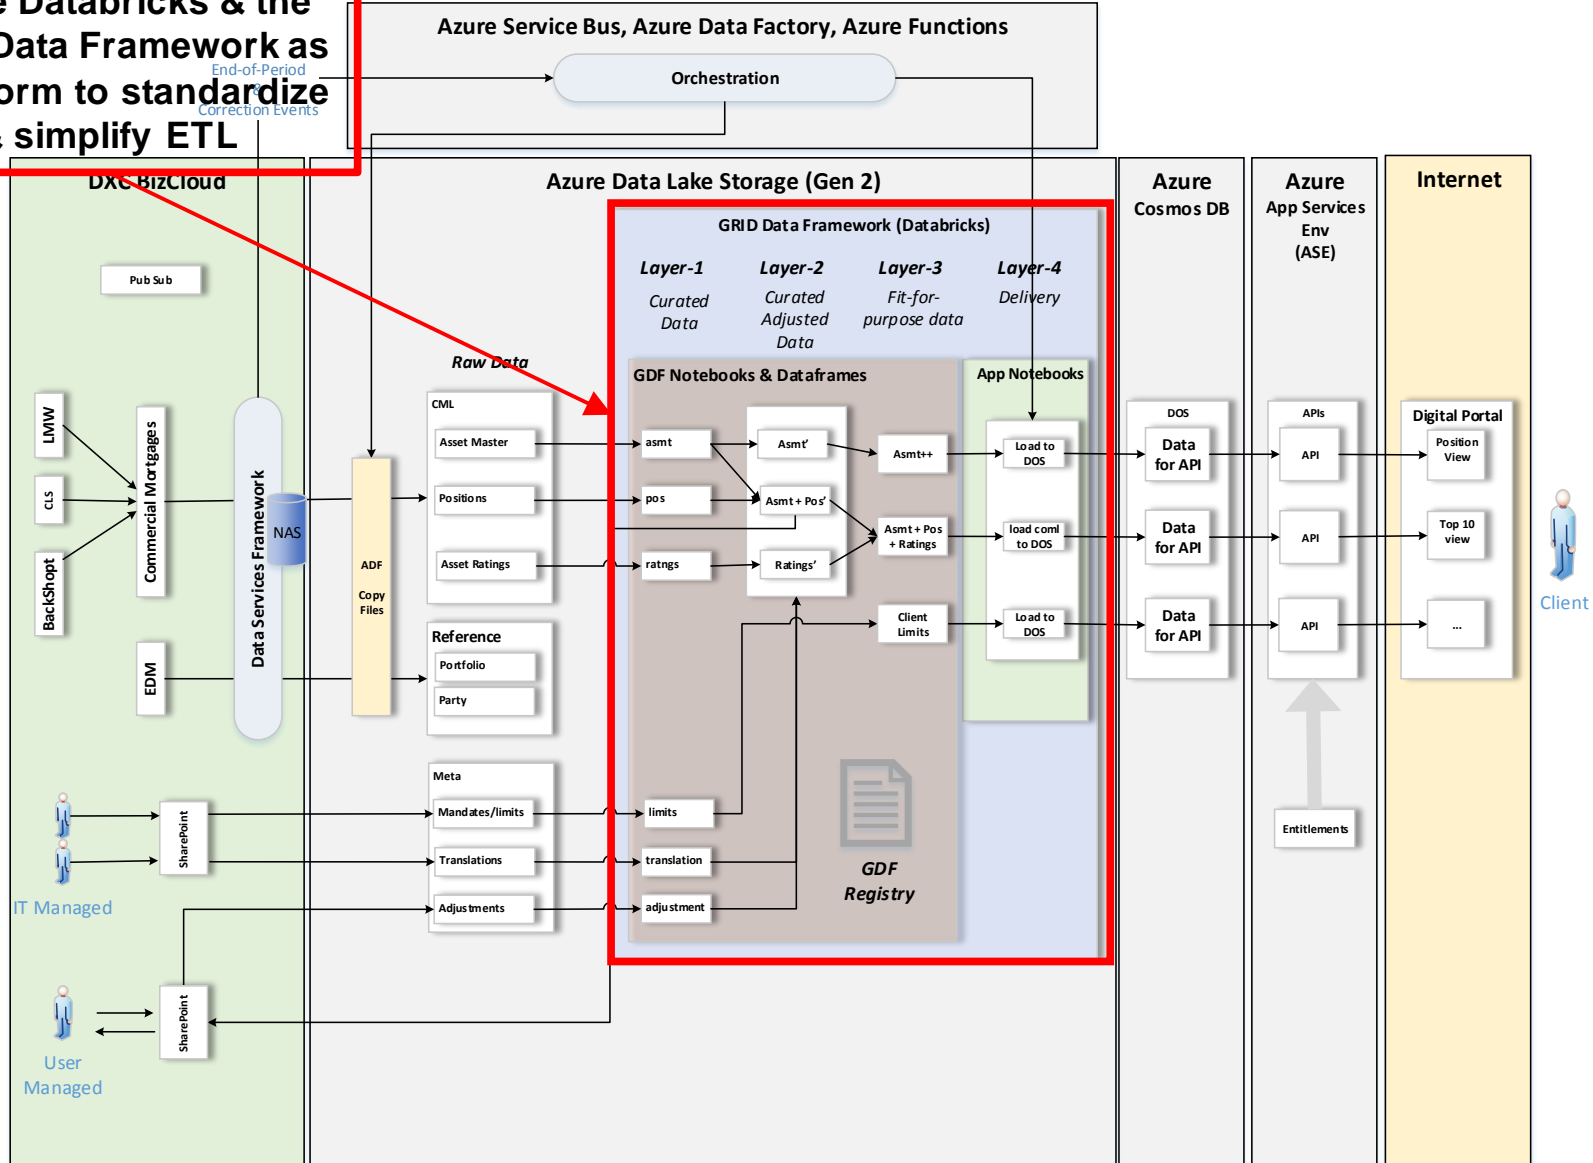 Databricks & the
Data Framework as
to standardize
simplify ETL
End-of-Period
&
Correction Events
Azure Service Bus, Azure Data Factory, Azure Functions
Orchestration
DXC BizCloud
Azure Data Lake Storage (Gen 2)
Azure
Cosmos DB
Azure
App Services
Env
(ASE)
Internet
GRID Data Framework (Databricks)
Layer-1
Curated
Data
Layer-2
Curated
Adjusted
Data
Layer-3
Fit-for-
purpose data
Layer-4
Delivery
Pub Sub
Raw Data
GDF Notebooks & Dataframes
App Notebooks
LMW
CLS
BackShopt
Commercial Mortgages
EDM
Data Services Framework
NAS
ADF
Copy
Files
CML
Asset Master
Positions
Asset Ratings
Reference
Portfolio
Party
Meta
Mandates/limits
Translations
Adjustments
asmt
pos
ratngs
limits
translation
adjustment
Asmt'
Asmt + Pos'
Ratings'
Asmt++
Asmt + Pos
+ Ratings
Client
Limits
Load to
DOS
load coml
to DOS
Load to
DOS
GDF
Registry
DOS
Data
for API
Data
for API
Data
for API
APIs
API
API
API
Entitlements
Digital Portal
Position
View
Top 10
view
...
Client
SharePoint
IT Managed
SharePoint
User
Managed